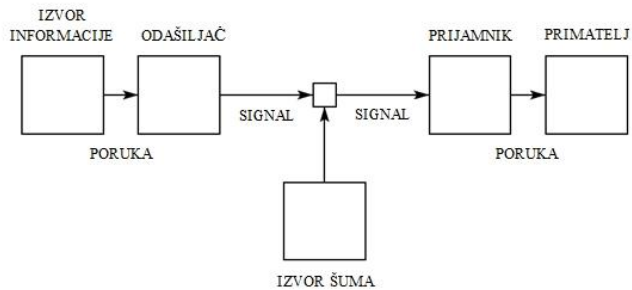 IZVOR
INFORMACIJE
ODAŠILJAČ
PRIJAMNIK
PRIMATELJ
SIGNAL
SIGNAL
PORUKA
PORUKA
IZVOR ŠUMA